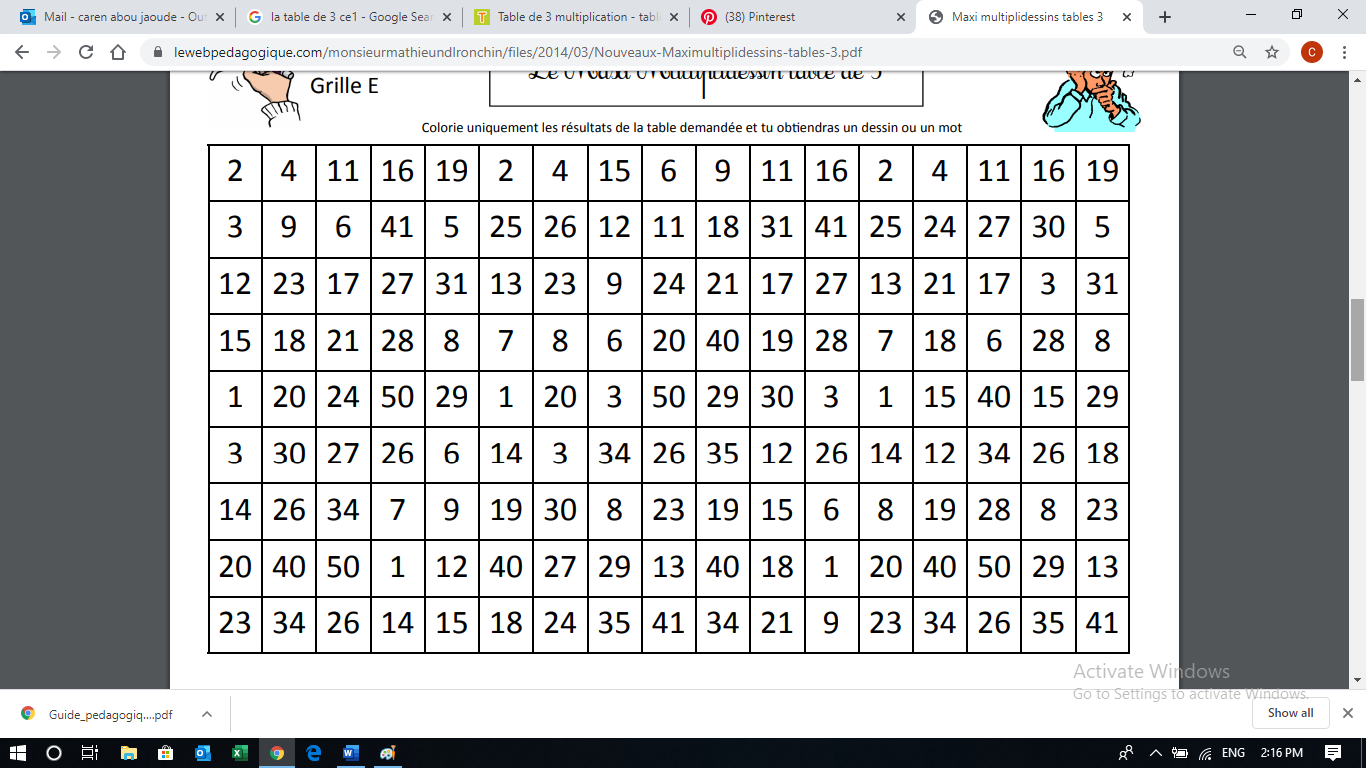 Mail - caren abou jaoude - Out
la table de 3 ce1 - Google Sear
Table de 3 multiplication - tabl
(38) Pinterest
Maxi multiplidessins tables 3
lewebpedagogique.com/monsieurmathieundlronchin/files/2014/03/Nouveaux-Maximultiplidessins-tables-3.pdf
C
Grille E
Le Maxi Multiplidessin table de 3
Colorie uniquement les résultats de la table demandée et tu obtiendras un dessin ou un mot
2 4 11 16 19 2 4 15 6 9 11 16 2 4 11 16 19
3 9 6 41 5 25 26 12 11 18 31 41 25 24 27 30 5
12 23 17 27 31 13 23 9 24 21 17 27 13 21 17 3 31
15 18 21 28 8 7 8 6 20 40 19 28 7 18 6 28 8
1 20 24 50 29 1 20 3 50 29 30 3 1 15 40 15 29
3 30 27 26 6 14 3 34 26 35 12 26 14 12 34 26 18
14 26 34 7 9 19 30 8 23 19 15 6 8 19 28 8 23
20 40 50 1 12 40 27 29 13 40 18 1 20 40 50 29 13
23 34 26 14 15 18 24 35 41 34 21 9 23 34 26 35 41
Activate Windows
Go to Settings to activate Windows.
Guide_pedagogiq....pdf
Show all
ENG
2:16 PM